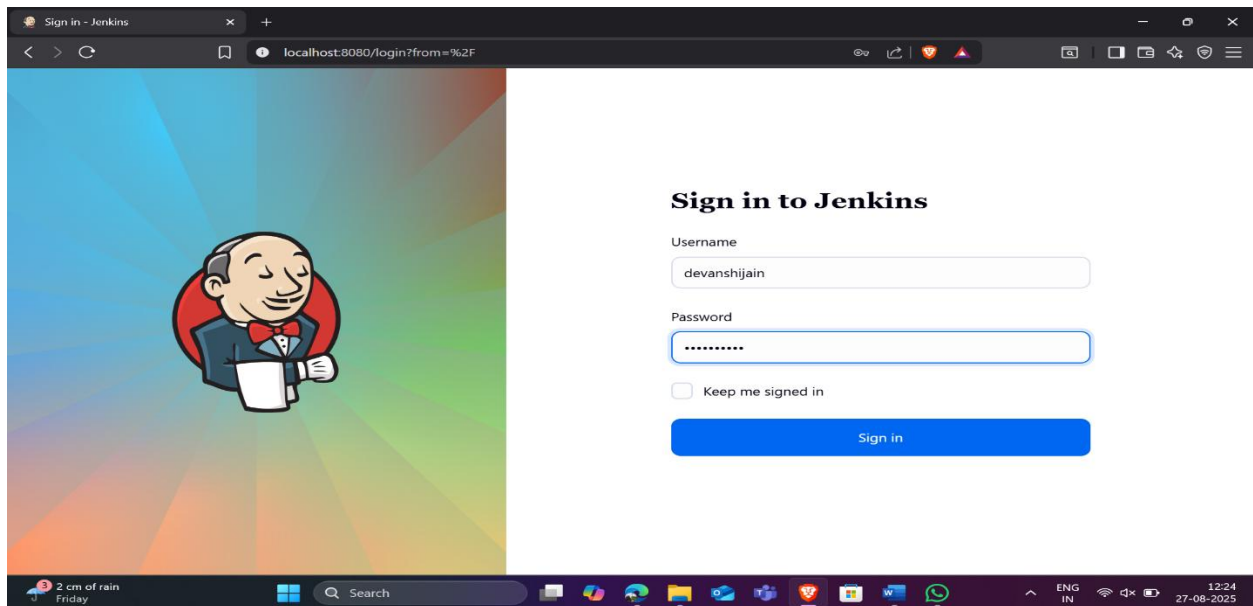 Sign in - Jenkins
localhost:8080/login?from=%2F
Sign in to Jenkins
Username
devanshijain
Password
••••••••••
Keep me signed in
Sign in
3
2 cm of rain
Friday
Search
ENG
IN
12:24
27-08-2025